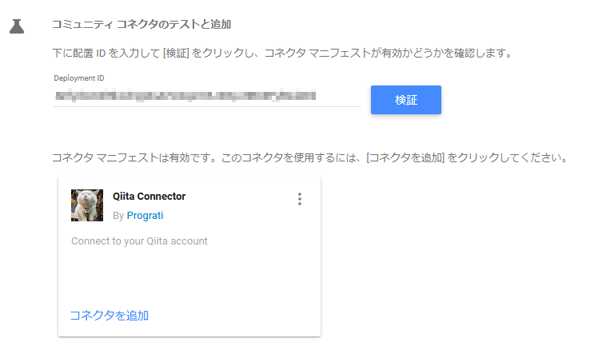 コミュニティ コネクタのテストと追加
下に配置 ID を入力して [検証] をクリックし、コネクタ マニフェストが有効かどうかを確認します。
Deployment ID
検証
コネクタ マニフェストは有効です。このコネクタを使用するには、[コネクタを追加] をクリックしてください。
Qiita Connector
By Prograti
Connect to your Qiita account
コネクタを追加